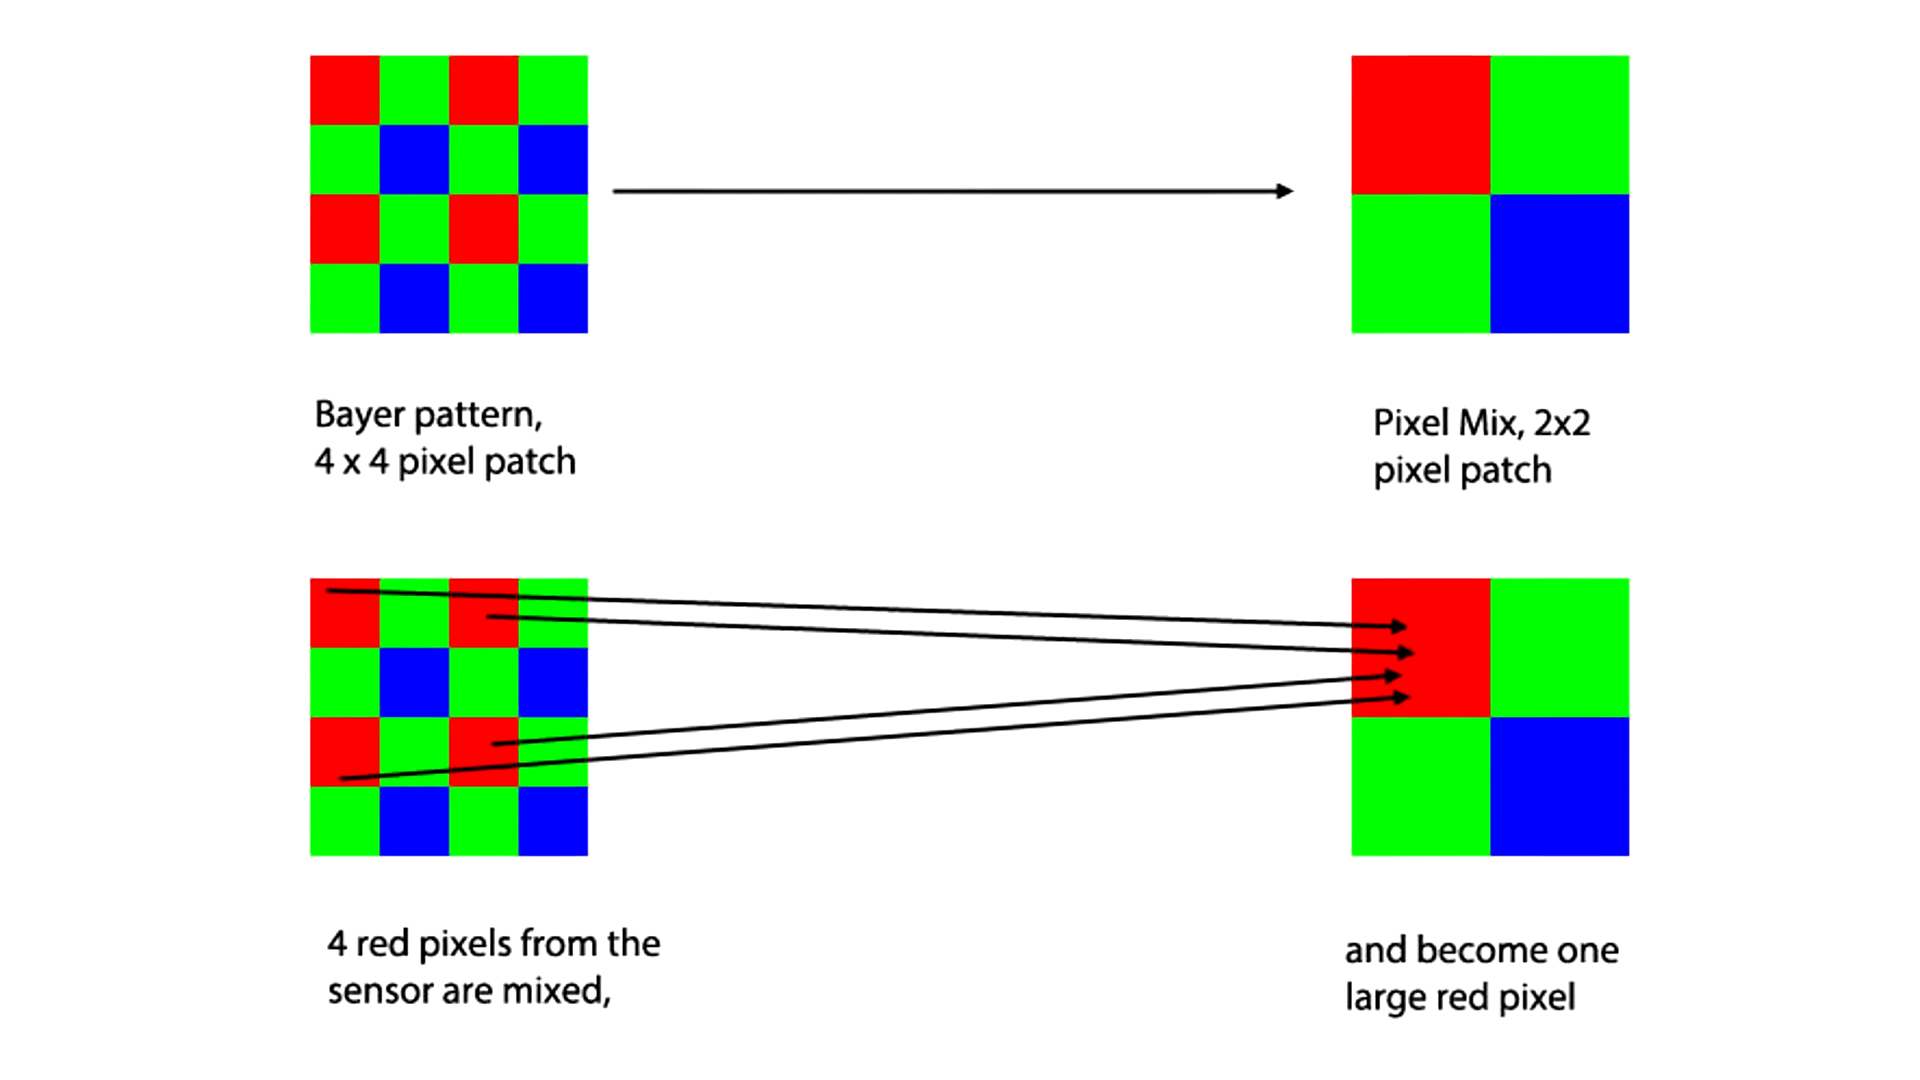 Bayer pattern,
4 x 4 pixel patch
Pixel Mix, 2x2
pixel patch
4 red pixels from the
sensor are mixed,
and become one
large red pixel